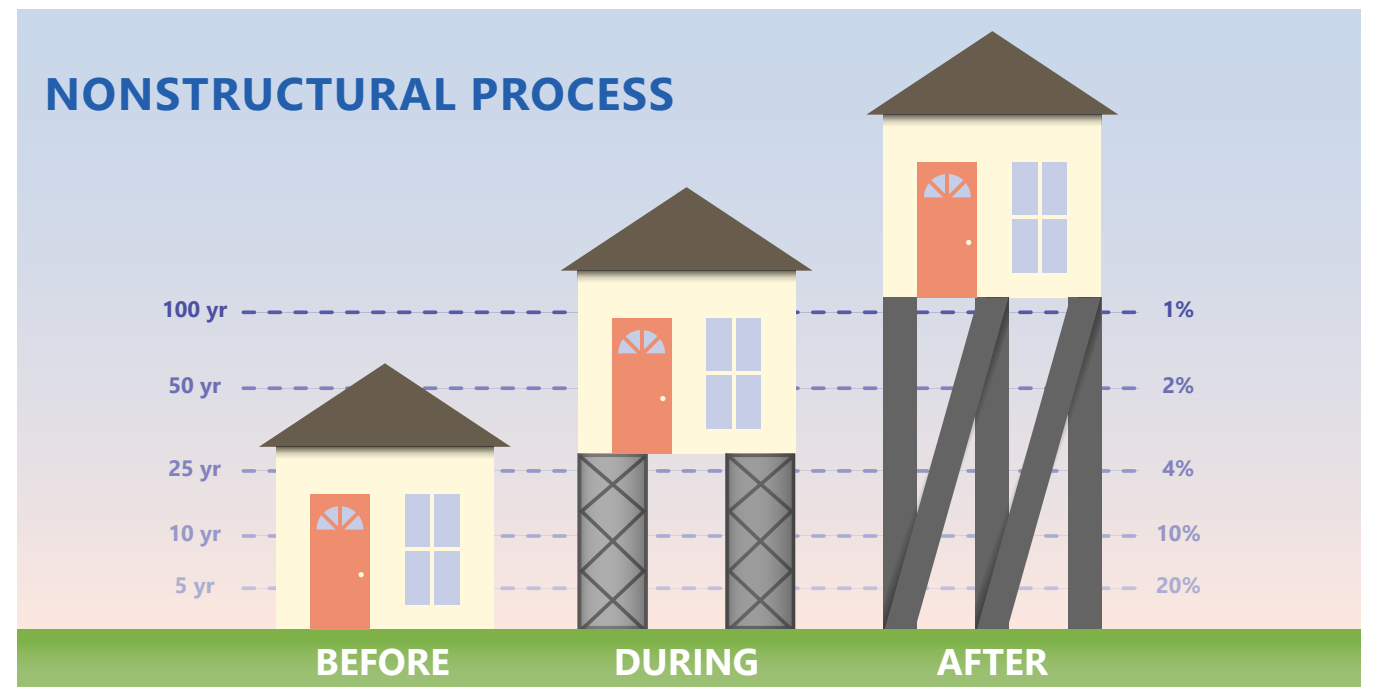 NONSTRUCTURAL PROCESS
100 yr 1%
50 yr 2%
25 yr 4%
10 yr 10%
5 yr 20%
BEFORE DURING AFTER